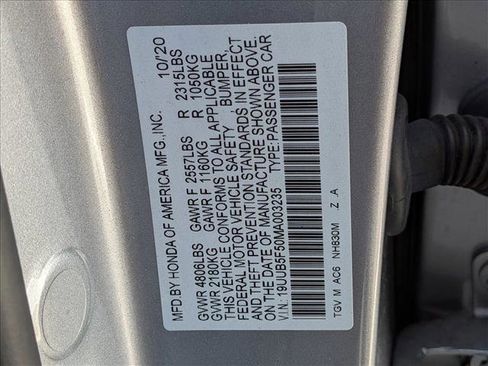 MFD BY HONDA OF AMERICA MFG.,INC. 10/20
GVWR 4806LBS GAWR F 2557LBS R 2315LBS
GVWR 2180KG GAWR F 1160KG R 1050KG
THIS VEHICLE CONFORMS TO ALL APPLICABLE
FEDERAL MOTOR VEHICLE SAFETY , BUMPER,
AND THEFT PREVENTION STANDARDS IN EFFECT
ON THE DATE OF MANUFACTURE SHOWN ABOVE.
V.I.N: 19UUB5F50MA003235 TYPE:PASSENGER CAR
TGV M AC6 NH830M Z A